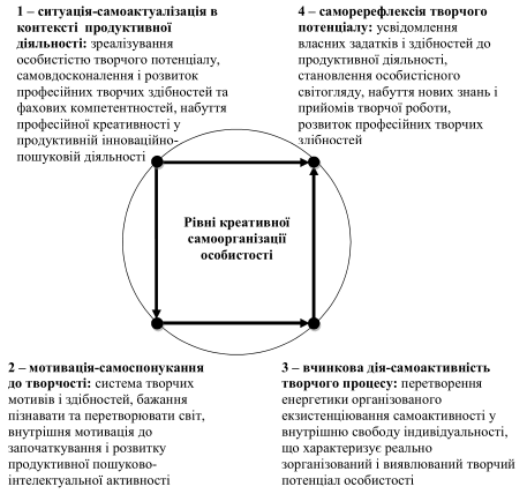 1 – ситуація-самоактуалізація в
контексті продуктивної
діяльності: зреалізування
особистістю творчого потенціалу,
самовдосконалення і розвиток
професійних творчих здібностей та
фахових компетентностей, набуття
професійної креативності у
продуктивній інноваційно-
пошуковій діяльності
4 – саморерефлексія творчого
потенціалу: усвідомлення
власних задатків і здібностей до
продуктивної діяльності,
становлення особистісного
світогляду, набуття нових знань і
прийомів творчої роботи,
розвиток професійних творчих
злібностей
Рівні креативної
самоорганізації
особистості
2 – мотивація-самоспонукання
до творчості: система творчих
мотивів і здібностей, бажання
пізнавати та перетворювати світ,
внутрішня мотивація до
започаткування і розвитку
продуктивної пошуково-
інтелектуальної активності
3 – вчинкова дія-самоактивність
творчого процесу: перетворення
енергетики організованого
екзистенціювання самоактивності у
внутрішню свободу індивідуальності,
що характеризує реально
зорганізований і виявлюваний творчий
потенціал особистості